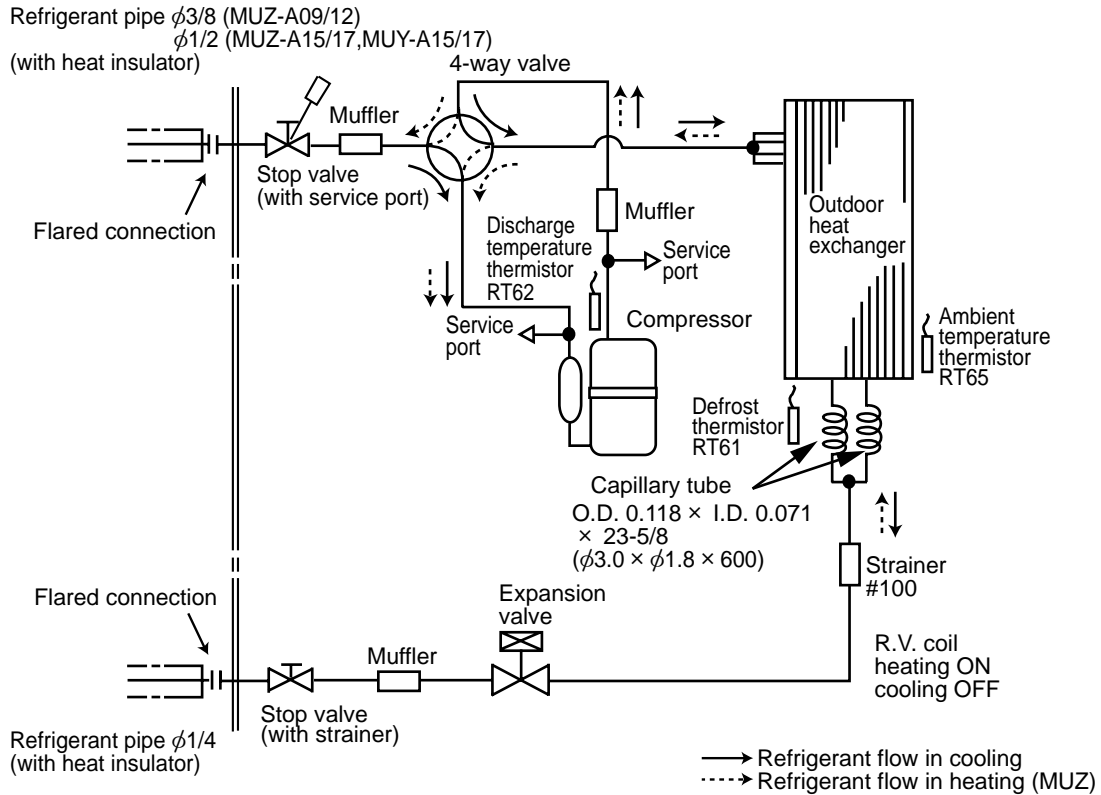 Refrigerant pipe ϕ3/8 (MUZ-A09/12)
ϕ1/2 (MUZ-A15/17,MUY-A15/17)
(with heat insulator)
4-way valve
Muffler
Stop valve
(with service port)
Flared connection
Discharge
temperature
thermistor
RT62
Muffler
Service
port
Outdoor
heat
exchanger
Service
port
Compressor
Ambient
temperature
thermistor
RT65
Defrost
thermistor
RT61
Capillary tube
O.D. 0.118 × I.D. 0.071
× 23-5/8
(ϕ3.0 × ϕ1.8 × 600)
Strainer
#100
Flared connection
Expansion
valve
Muffler
R.V. coil
heating ON
cooling OFF
Stop valve
(with strainer)
Refrigerant pipe ϕ1/4
(with heat insulator)
Refrigerant flow in cooling
Refrigerant flow in heating (MUZ)